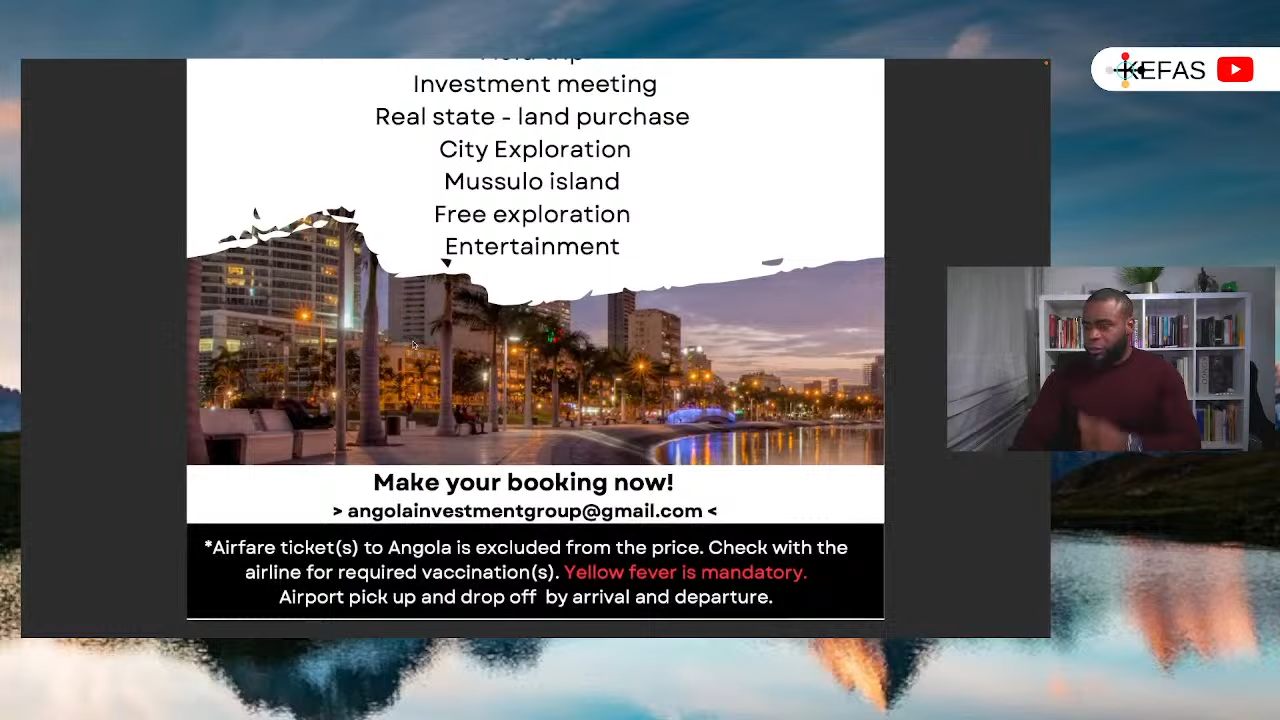 Investment meeting
Real state - land purchase
City Exploration
Mussulo island
Free exploration
Entertainment
Make your booking now!
> angolainvestmentgroup@gmail.com <
*Airfare ticket(s) to Angola is excluded from the price. Check with the
airline for required vaccination(s). Yellow fever is mandatory.
Airport pick up and drop off by arrival and departure.
KEFAS